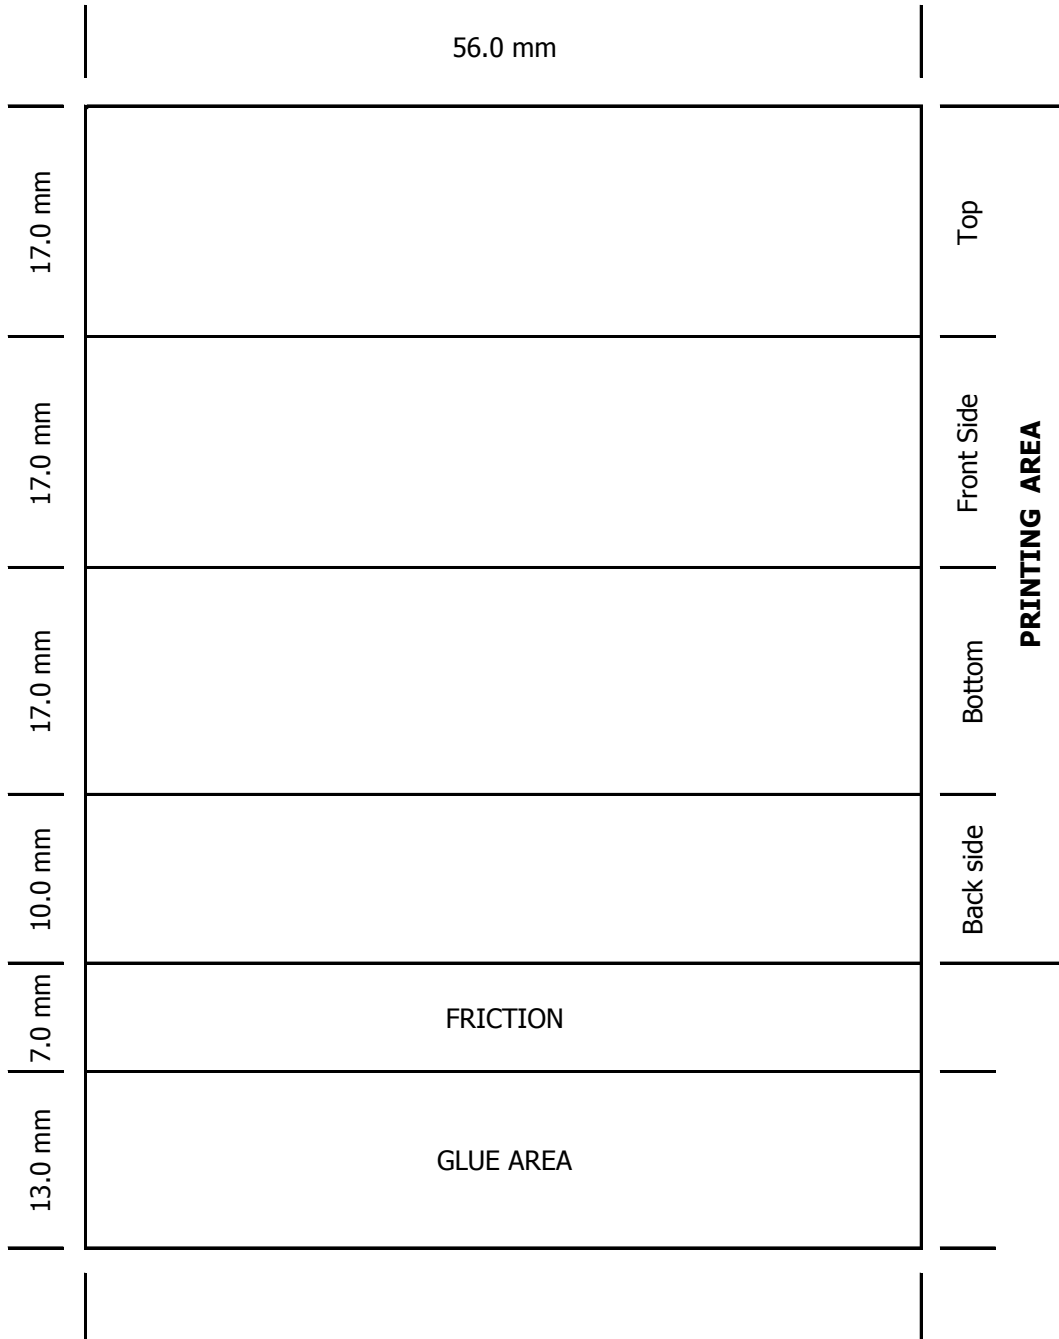 56.0 mm
17.0 mm
Top
17.0 mm
Front Side
PRINTING AREA
17.0 mm
Bottom
10.0 mm
Back side
7.0 mm
FRICTION
13.0 mm
GLUE AREA